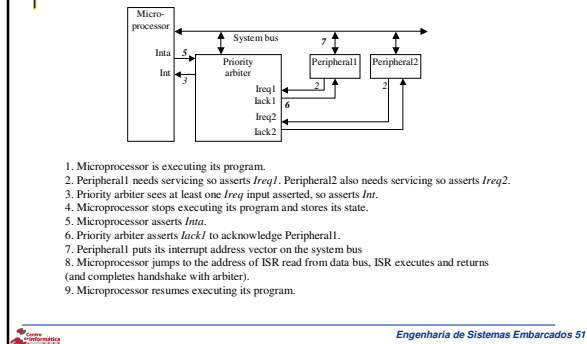 Micro-
processor
System bus
7
Inta
5
Priority
arbiter
Peripheral1
Peripheral2
Int
3
Ireq1
2
2
Iack1
6
Ireq2
Iack2
1. Microprocessor is executing its program.
2. Peripheral1 needs servicing so asserts Ireq1. Peripheral2 also needs servicing so asserts Ireq2.
3. Priority arbiter sees at least one Ireq input asserted, so asserts Int.
4. Microprocessor stops executing its program and stores its state.
5. Microprocessor asserts Inta.
6. Priority arbiter asserts Iack1 to acknowledge Peripheral1.
7. Peripheral1 puts its interrupt address vector on the system bus
8. Microprocessor jumps to the address of ISR read from data bus, ISR executes and returns
(and completes handshake with arbiter).
9. Microprocessor resumes executing its program.
Centro
de Informática
Engenharia de Sistemas Embarcados 51